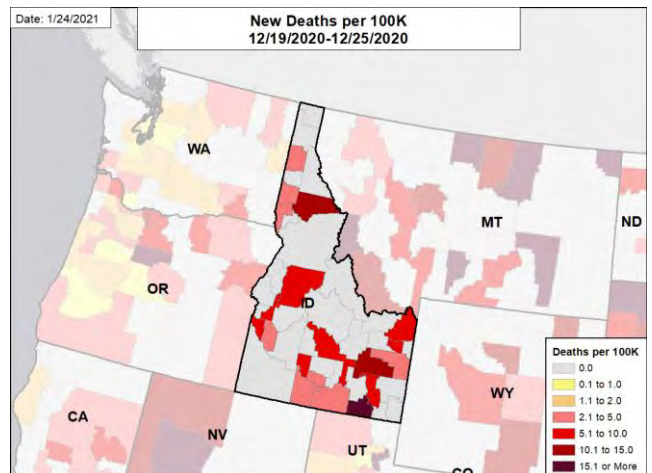 Date: 1/24/2021
New Deaths per 100K
12/19/2020-12/25/2020
WA
MT
ND
OR
ID
WY
CA
NV
UT
CO
Deaths per 100K
0.0
0.1 to 1.0
1.1 to 2.0
2.1 to 5.0
5.1 to 10.0
10.1 to 15.0
15.1 or More